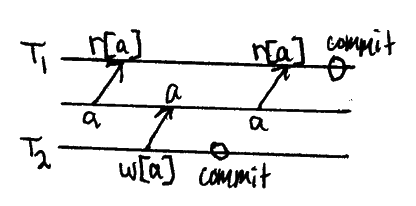 T1 r[a] r[a] commit
a a a
T2 w[a] commit